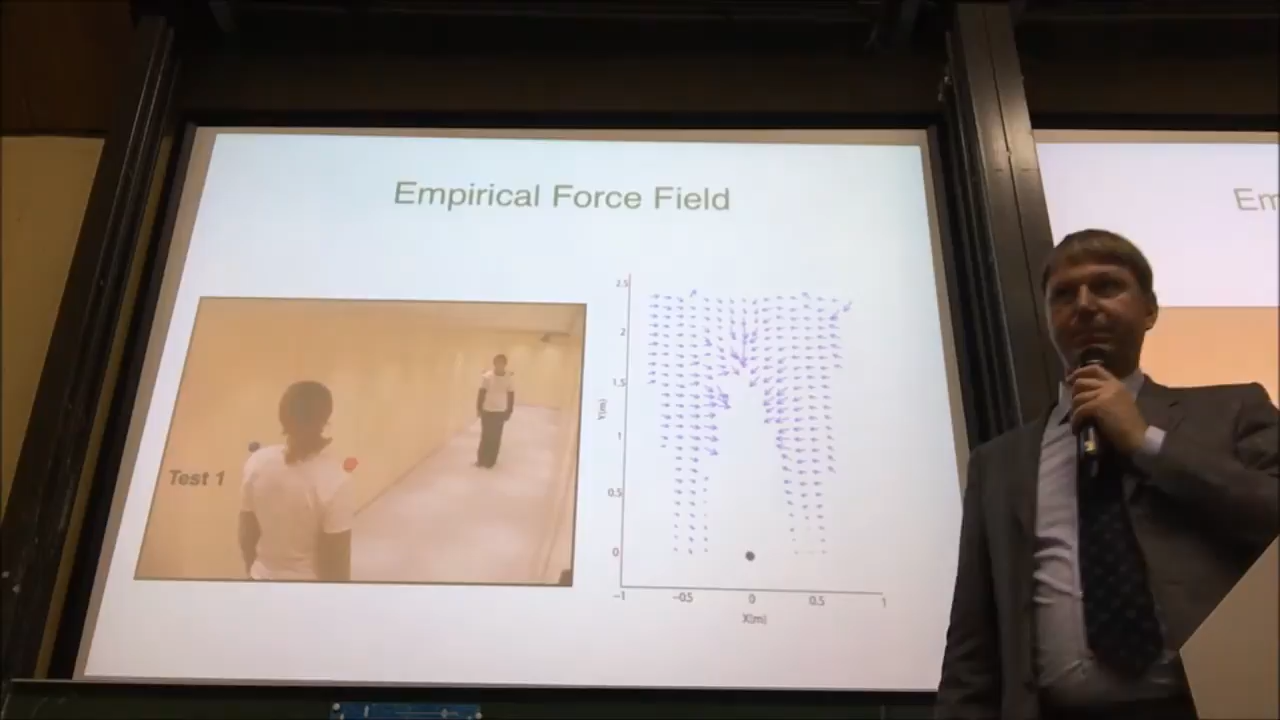 Empirical Force Field
Em
Test 1
2.5
2
1.5
1
0.5
0
Y(m)
−1
−0.5
0
0.5
1
X(m)